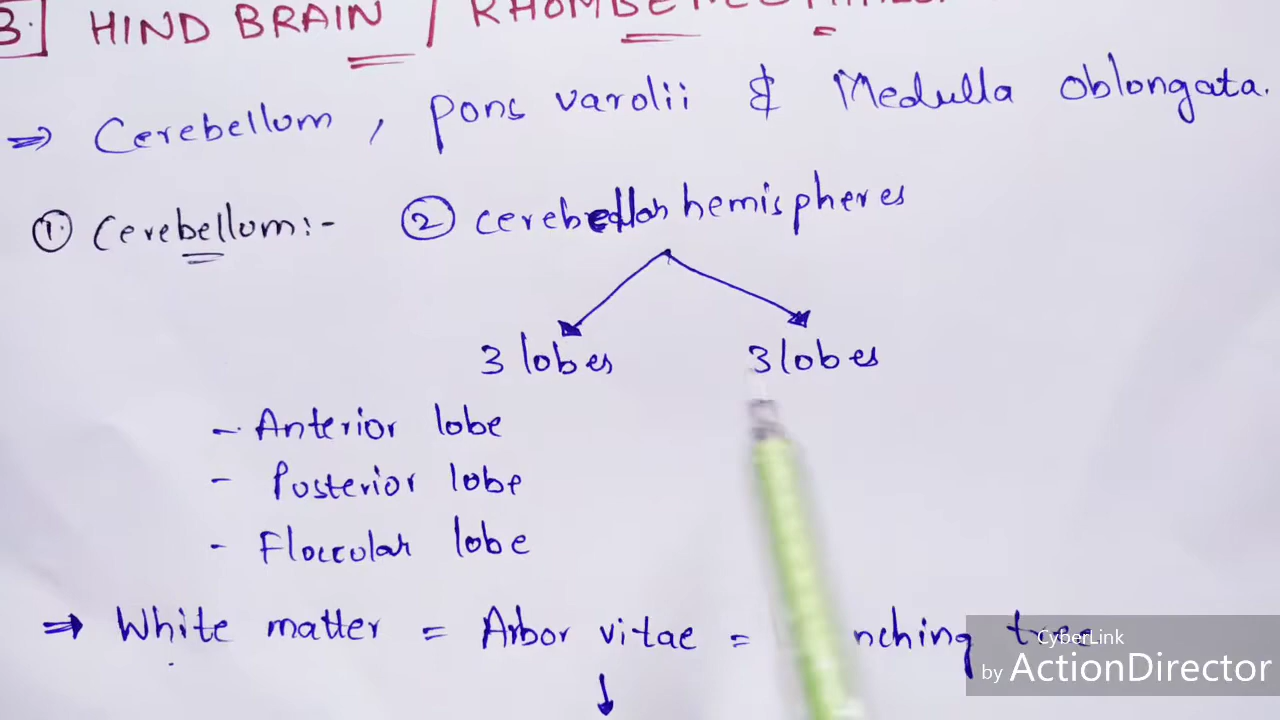 3. HIND BRAIN /
⇒ Cerebellum, Pons varolii & Medulla oblongata.
① Cerebellum:- ② cerebellar hemispheres
3 lobes 3 lobes
- Anterior lobe
- Posterior lobe
- Floccular lobe
⇒ White matter = Arbor vitae = nching tree
CyberLink
by ActionDirector